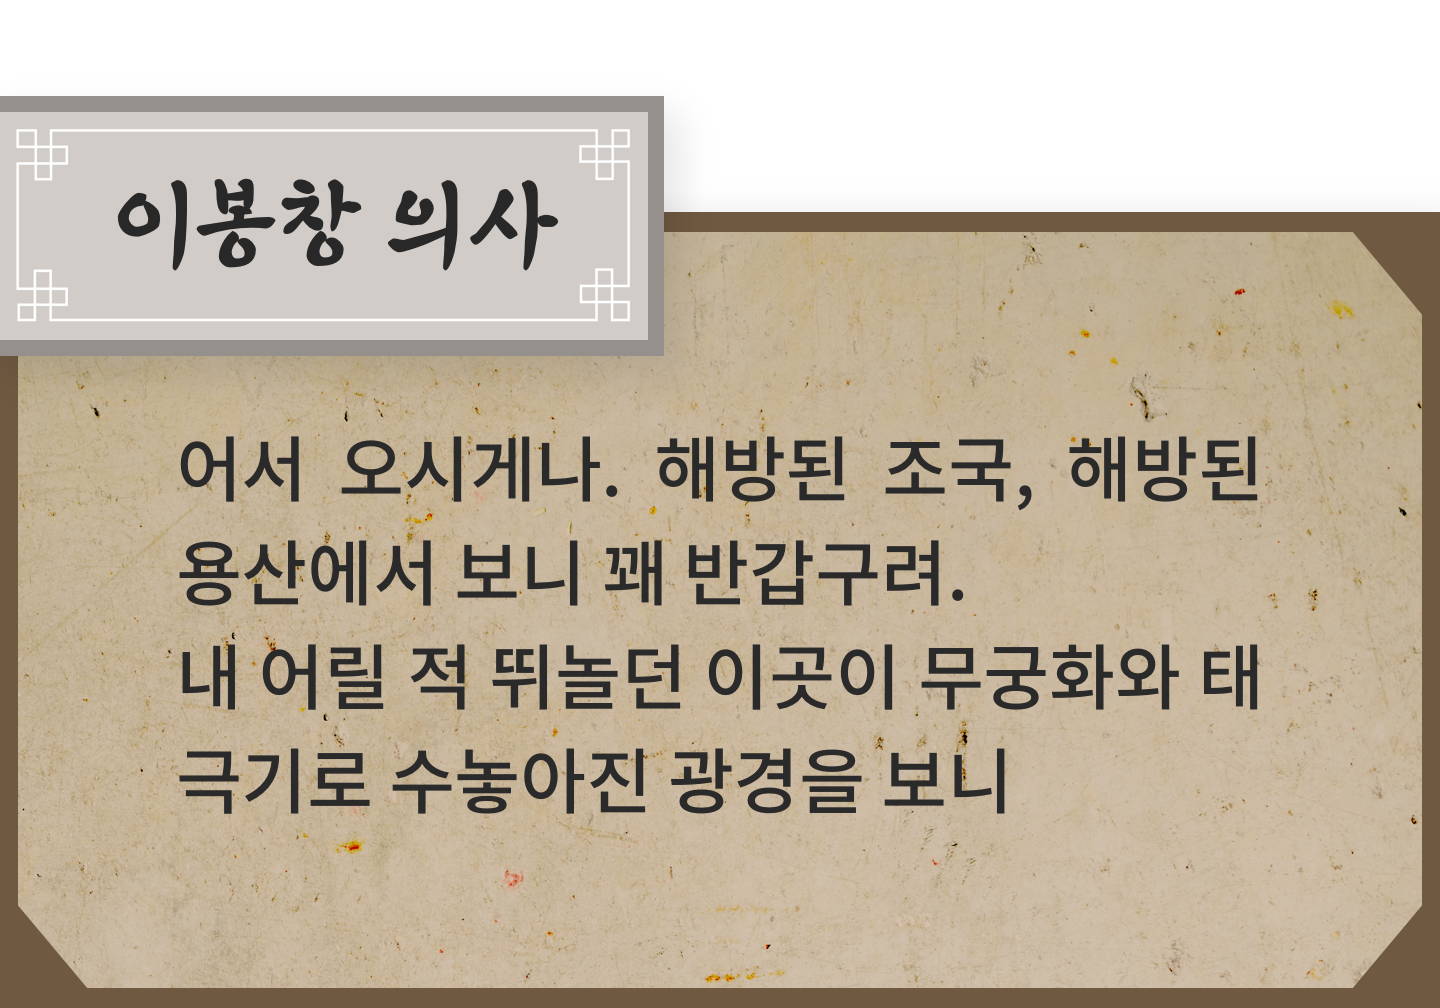 이봉창 의사
어서 오시게나. 해방된 조국, 해방된
용산에서 보니 꽤 반갑구려.
내 어릴 적 뛰놀던 이곳이 무궁화와 태
극기로 수놓아진 광경을 보니